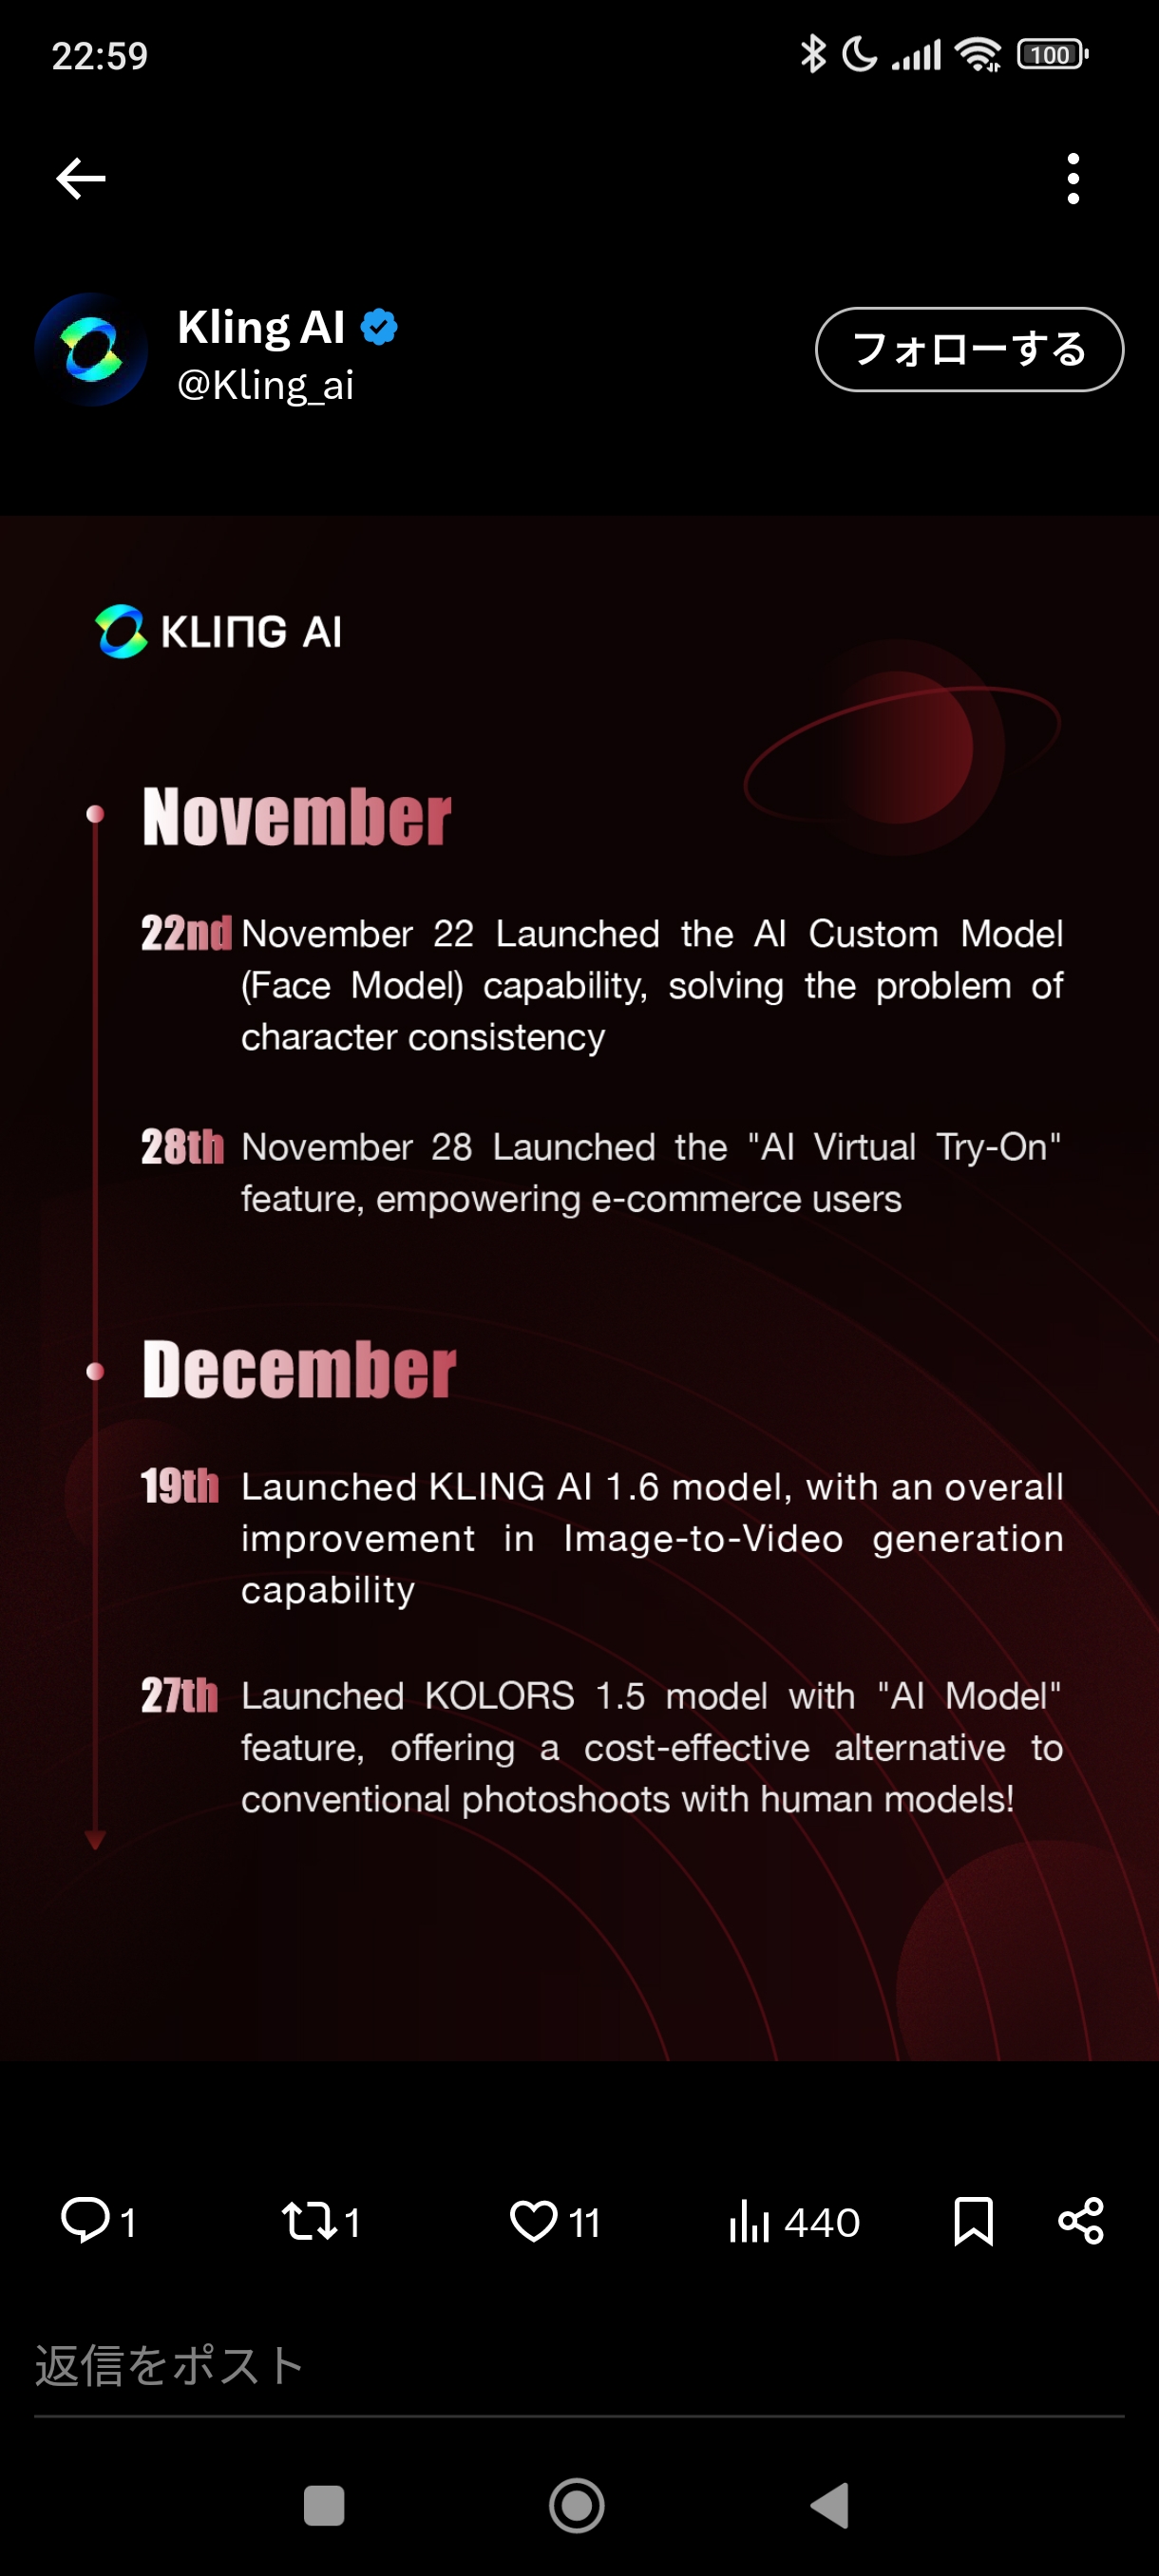 22:59
100
Kling AI
@Kling_ai
フォローする
KLING AI
November
22nd November 22 Launched the AI Custom Model
(Face Model) capability, solving the problem of
character consistency
28th November 28 Launched the "AI Virtual Try-On"
feature, empowering e-commerce users
December
19th Launched KLING AI 1.6 model, with an overall
improvement in Image-to-Video generation
capability
27th Launched KOLORS 1.5 model with "AI Model"
feature, offering a cost-effective alternative to
conventional photoshoots with human models!
1 1 11 440
返信をポスト